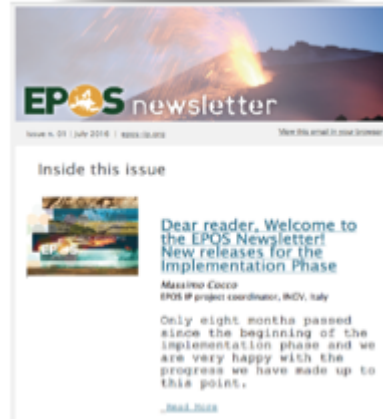 EPOS newsletter
Issue n. 01 | July 2016 | epos-ip.org
View this email in your browser
Inside this issue
Dear reader, Welcome to
the EPOS Newsletter!
New releases for the
Implementation Phase
Massimo Cocco
EPOS IP project coordinator, INGV, Italy
Only eight months passed
since the beginning of the
implementation phase and we
are very happy with the
progress we have made up to
this point.
Read More